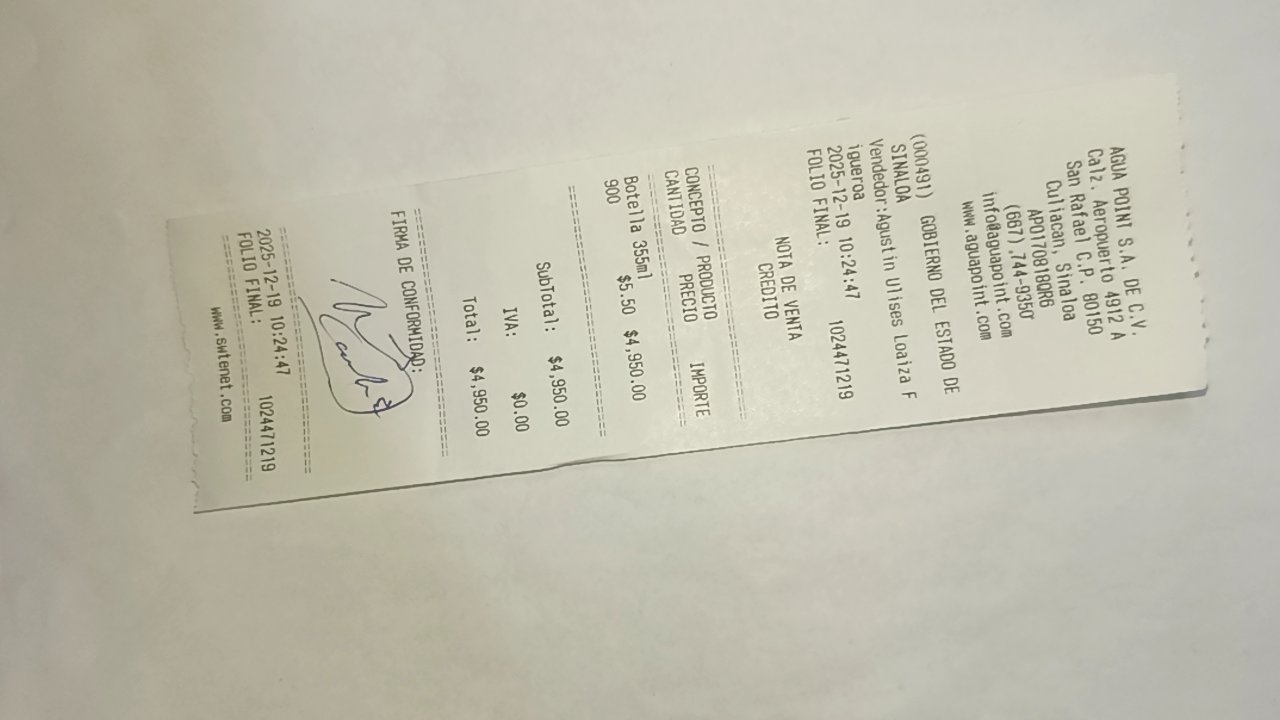 AGUA POINT S.A. DE C.V.
Calz. Aeropuerto 4912 A
San Rafael C.P. 80150
Culiacan, Sinaloa
APO170818QR6
(667) 744-9350
info@aguapoint.com
www.aguapoint.com
(000491) GOBIERNO DEL ESTADO DE
SINALOA
Vendedor:Agustin Ulises Loaiza F
igueroa
2025-12-19 10:24:47
FOLIO FINAL: 1024471219
NOTA DE VENTA
CREDITO
================================
CONCEPTO / PRODUCTO
CANTIDAD PRECIO IMPORTE
================================
Botella 355ml
900 $5.50 $4,950.00
================================
SubTotal: $4,950.00
IVA: $0.00
Total: $4,950.00
================================
FIRMA DE CONFORMIDAD:
================================
2025-12-19 10:24:47
FOLIO FINAL: 1024471219
================================
www.swtenet.com